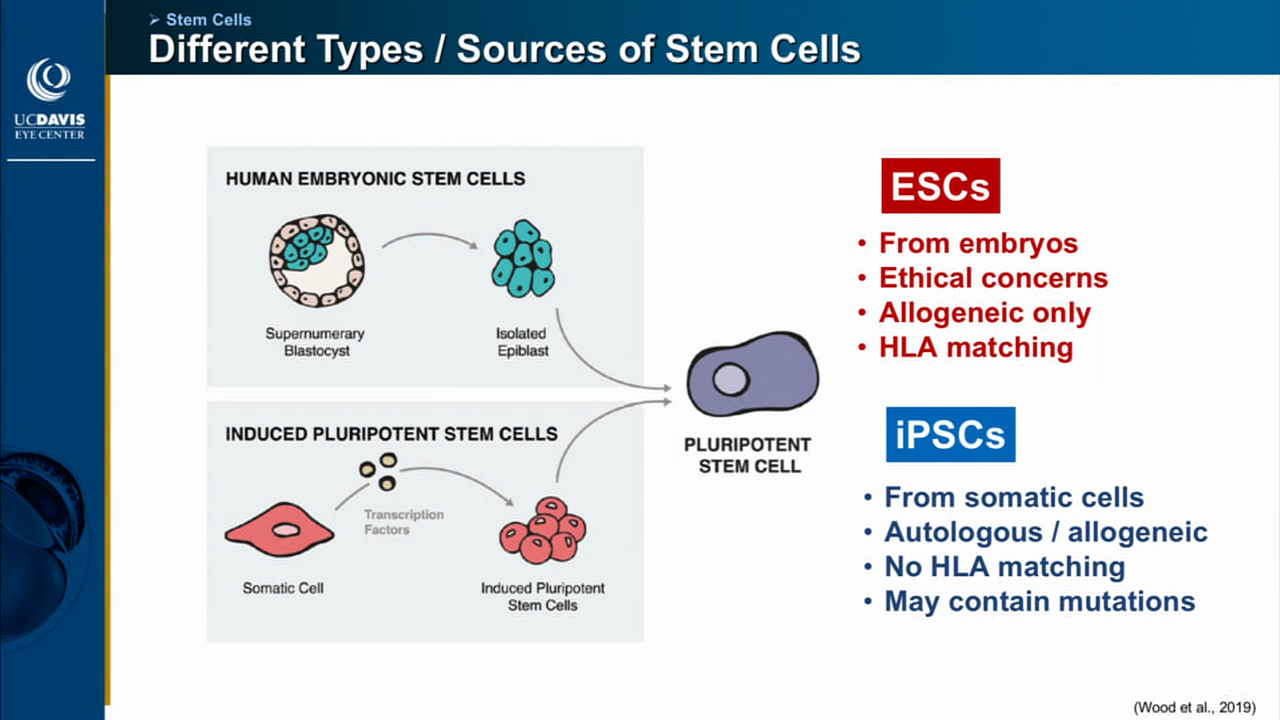 ➢ Stem Cells
Different Types / Sources of Stem Cells
UCDAVIS
EYE CENTER
HUMAN EMBRYONIC STEM CELLS
Supernumerary
Blastocyst
Isolated
Epiblast
INDUCED PLURIPOTENT STEM CELLS
Transcription
Factors
Somatic Cell
Induced Pluripotent
Stem Cells
PLURIPOTENT
STEM CELL
ESCs
• From embryos
• Ethical concerns
• Allogeneic only
• HLA matching
iPSCs
• From somatic cells
• Autologous / allogeneic
• No HLA matching
• May contain mutations
(Wood et al., 2019)